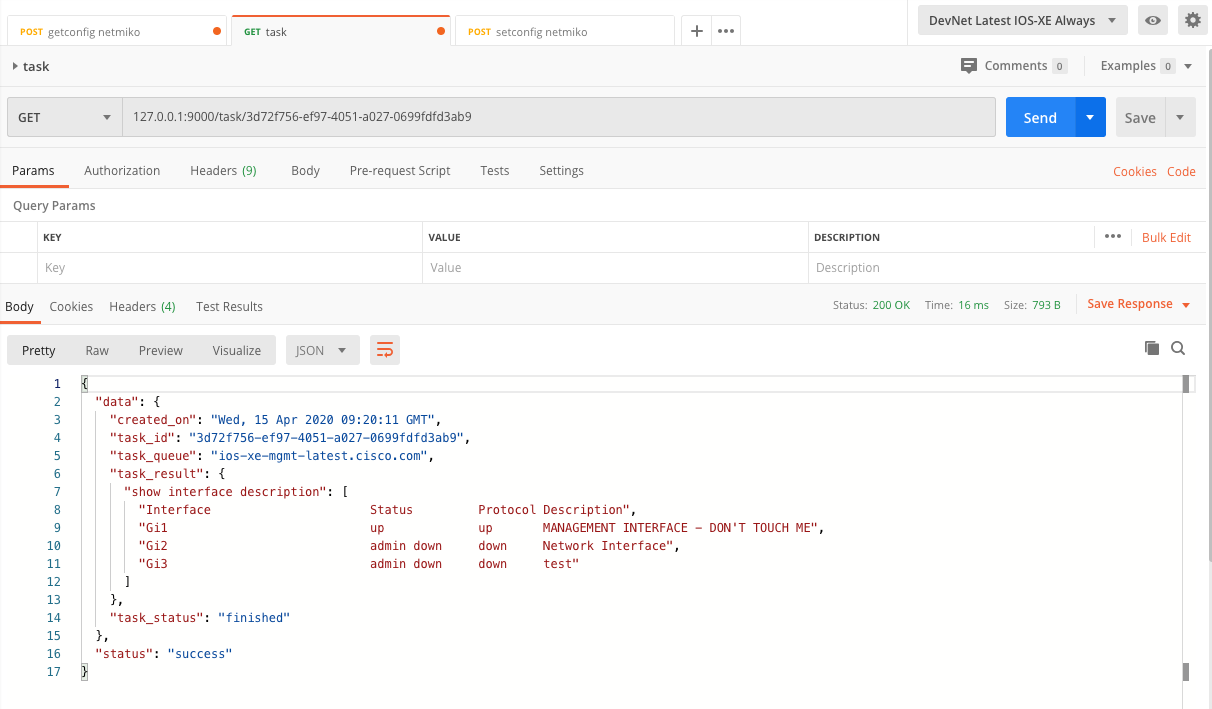 POST getconfig netmiko
GET task
POST setconfig netmiko
DevNet Latest IOS-XE Always
task
Comments 0
Examples 0
GET
127.0.0.1:9000/task/3d72f756-ef97-4051-a027-0699fdfd3ab9
Send
Save
Params Authorization Headers (9) Body Pre-request Script Tests Settings
Cookies Code
Query Params
KEY VALUE DESCRIPTION
Bulk Edit
Key Value Description
Body Cookies Headers (4) Test Results
Status: 200 OK Time: 16 ms Size: 793 B
Save Response
Pretty Raw Preview Visualize JSON
1 {
2 "data": {
3 "created_on": "Wed, 15 Apr 2020 09:20:11 GMT",
4 "task_id": "3d72f756-ef97-4051-a027-0699fdfd3ab9",
5 "task_queue": "ios-xe-mgmt-latest.cisco.com",
6 "task_result": {
7 "show interface description": [
8 "Interface Status Protocol Description",
9 "Gi1 up up MANAGEMENT INTERFACE - DON'T TOUCH ME",
10 "Gi2 admin down down Network Interface",
11 "Gi3 admin down down test"
12 ]
13 },
14 "task_status": "finished"
15 },
16 "status": "success"
17 }